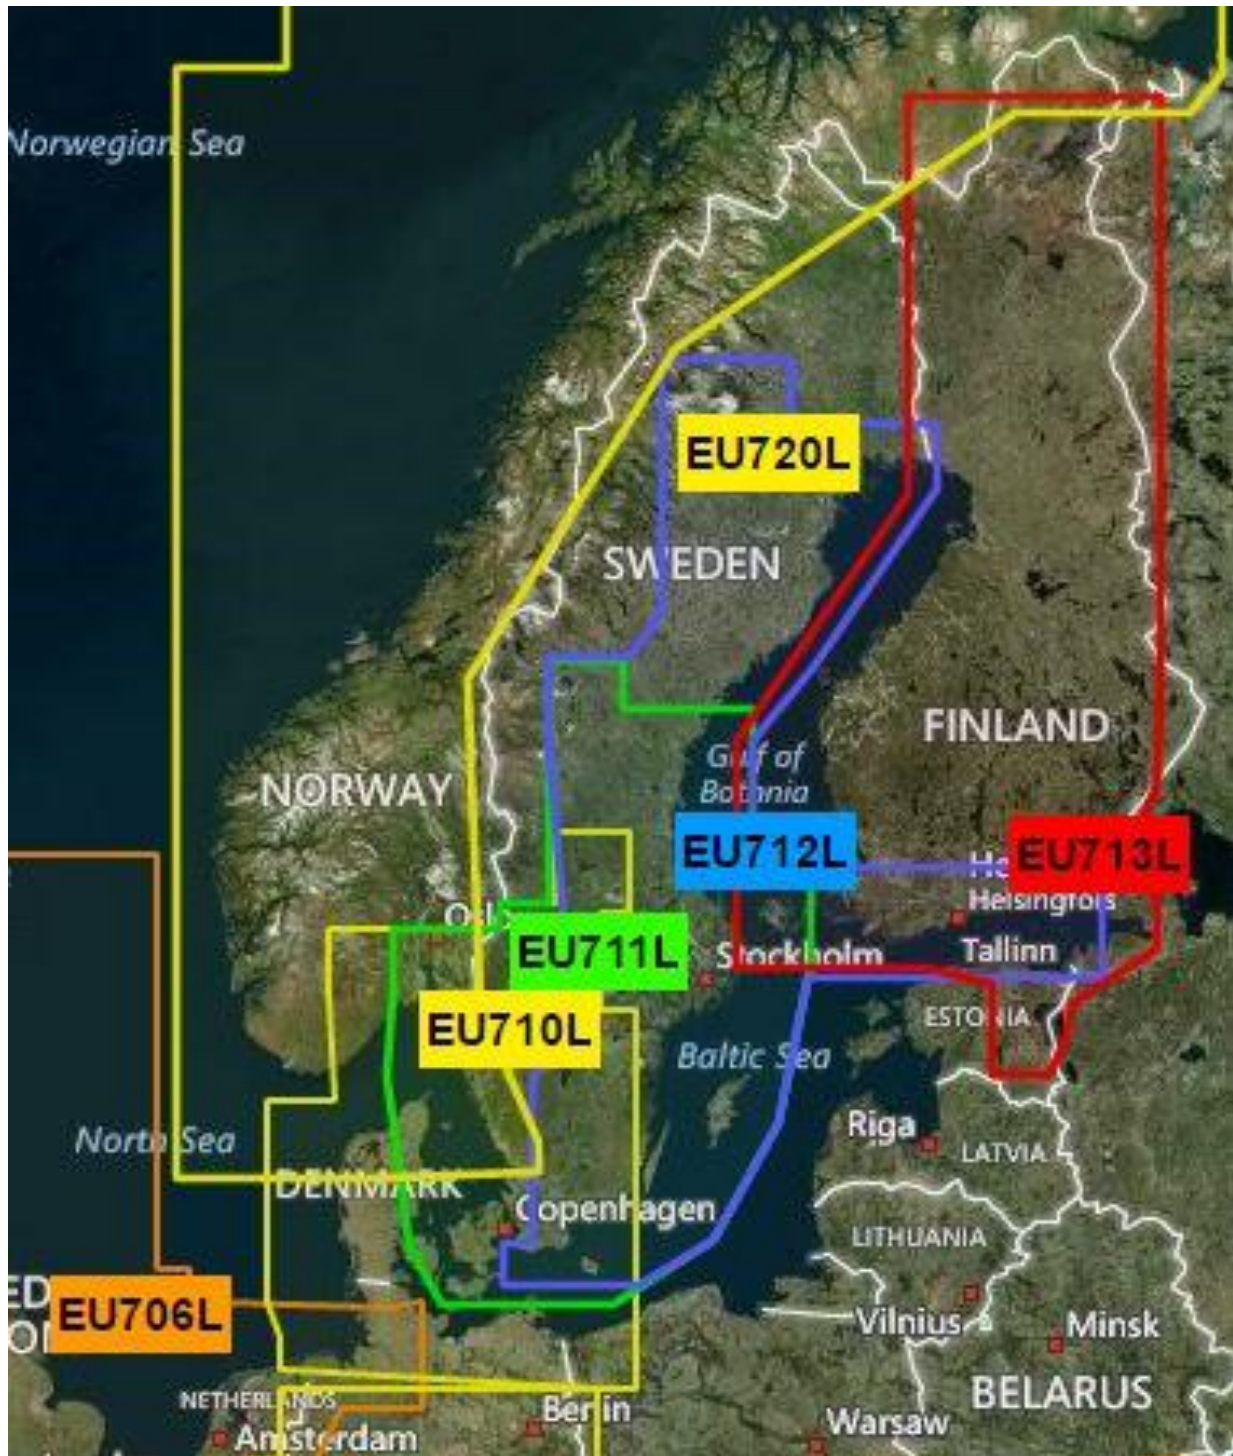 Norwegian Sea
EU720L
SWEDEN
FINLAND
Gulf of
Bothnia
NORWAY
EU712L
EU713L
Helsingfors
Oslo
EU711L
Stockholm
Tallinn
EU710L
ESTONIA
Baltic Sea
North Sea
Riga
LATVIA
DENMARK
Copenhagen
LITHUANIA
EU706L
Vilnius
Minsk
NETHERLANDS
Berlin
BELARUS
Amsterdam
Warsaw